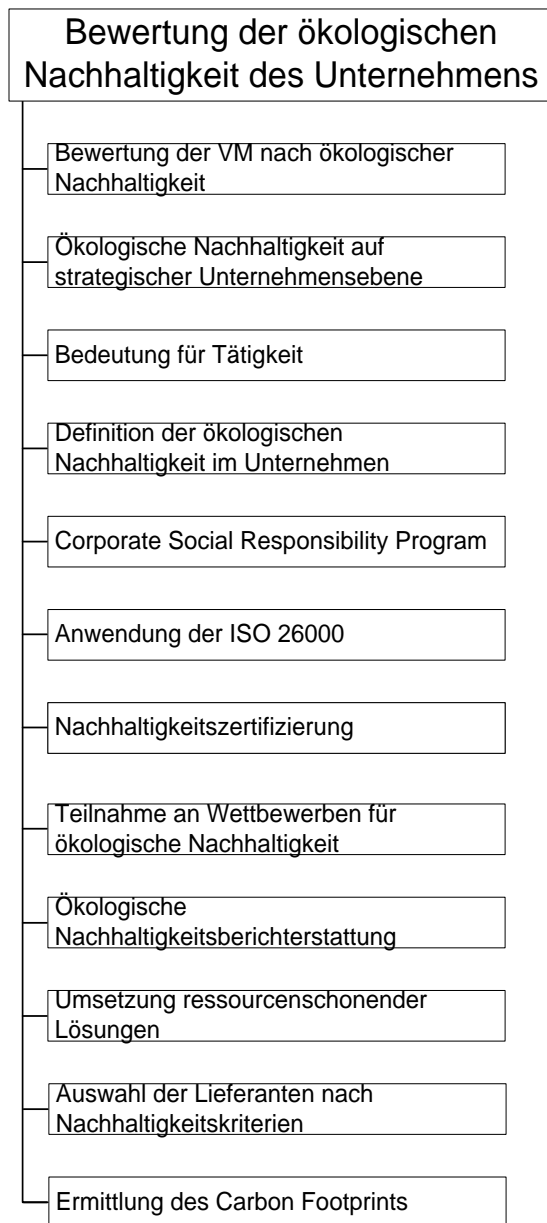 Bewertung der ökologischen
Nachhaltigkeit des Unternehmens
Bewertung der VM nach ökologischer
Nachhaltigkeit
Ökologische Nachhaltigkeit auf
strategischer Unternehmensebene
Bedeutung für Tätigkeit
Definition der ökologischen
Nachhaltigkeit im Unternehmen
Corporate Social Responsibility Program
Anwendung der ISO 26000
Nachhaltigkeitszertifizierung
Teilnahme an Wettbewerben für
ökologische Nachhaltigkeit
Ökologische
Nachhaltigkeitsberichterstattung
Umsetzung ressourcenschonender
Lösungen
Auswahl der Lieferanten nach
Nachhaltigkeitskriterien
Ermittlung des Carbon Footprints